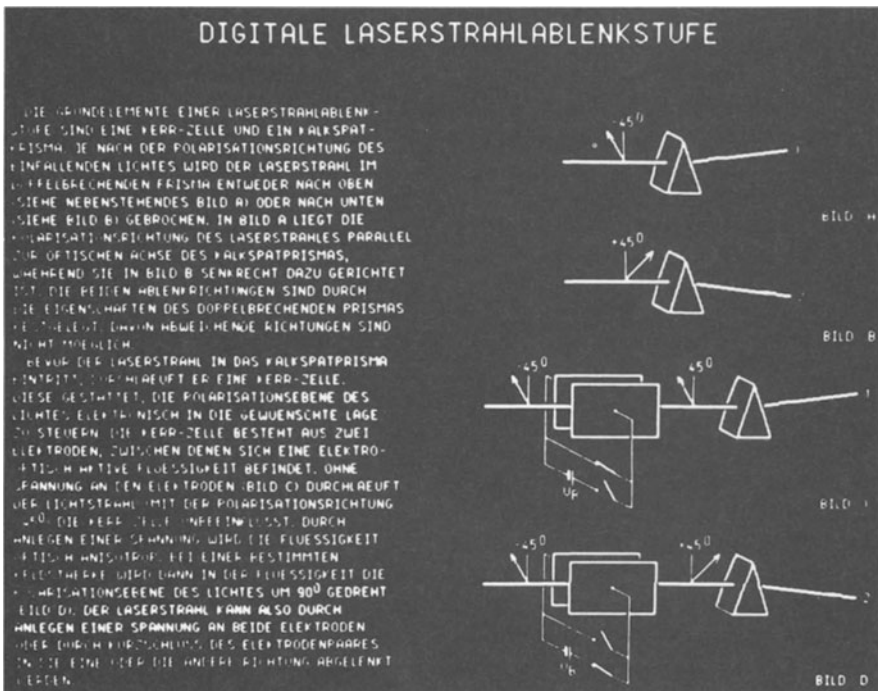 DIGITALE LASERSTRAHLABLENKSTUFE
DIE GRUNDELEMENTE EINER LASERSTRAHLABLENK-
STUFE SIND EINE KERR-ZELLE UND EIN KALKSPAT-
PRISMA. JE NACH DER POLARISATIONSRICHTUNG DES
EINFALLENDEN LICHTES WIRD DER LASERSTRAHL IM
DOPPELBRECHENDEN PRISMA ENTWEDER NACH OBEN
(SIEHE NEBENSTEHENDES BILD A) ODER NACH UNTEN
(SIEHE BILD B) GEBROCHEN. IN BILD A LIEGT DIE
POLARISATIONSRICHTUNG DES LASERSTRAHLES PARALLEL
ZUR OPTISCHEN ACHSE DES KALKSPATPRISMAS,
WAEHREND SIE IN BILD B SENKRECHT DAZU GERICHTET
IST. DIE BEIDEN ABLENKRICHTUNGEN SIND DURCH
DIE EIGENSCHAFTEN DES DOPPELBRECHENDEN PRISMAS
FESTGELEGT. DAVON ABWEICHENDE RICHTUNGEN SIND
NICHT MOEGLICH.
BEVOR DER LASERSTRAHL IN DAS KALKSPATPRISMA
EINTRITT, DURCHLAEUFT ER EINE KERR-ZELLE.
DIESE GESTATTET, DIE POLARISATIONSEBENE DES
LICHTES ELEKTRONISCH IN DIE GEWUENSCHTE LAGE
ZU STEUERN. DIE KERR-ZELLE BESTEHT AUS ZWEI
ELEKTRODEN, ZWISCHEN DENEN SICH EINE ELEKTRO-
OPTISCH AKTIVE FLUESSIGKEIT BEFINDET. OHNE
SPANNUNG AN DEN ELEKTRODEN (BILD C) DURCHLAEUFT
DER LICHTSTRAHL (MIT DER POLARISATIONSRICHTUNG
-45⁰) DIE KERR-ZELLE UNBEEINFLUSST. DURCH
ANLEGEN EINER SPANNUNG WIRD DIE FLUESSIGKEIT
OPTISCH ANISOTROP. BEI EINER BESTIMMTEN
FELDSTAERKE WIRD DANN IN DER FLUESSIGKEIT DIE
POLARISATIONSEBENE DES LICHTES UM 90⁰ GEDREHT
(BILD D). DER LASERSTRAHL KANN ALSO DURCH
ANLEGEN EINER SPANNUNG AN BEIDE ELEKTRODEN
ODER DURCH KURZSCHLUSS DES ELEKTRODENPAARES
IN DIE EINE ODER DIE ANDERE RICHTUNG ABGELENKT
WERDEN.
-45⁰
1
BILD A
+45⁰
2
BILD B
-45⁰
-45⁰
1
BILD
-45⁰
+45⁰
2
BILD D